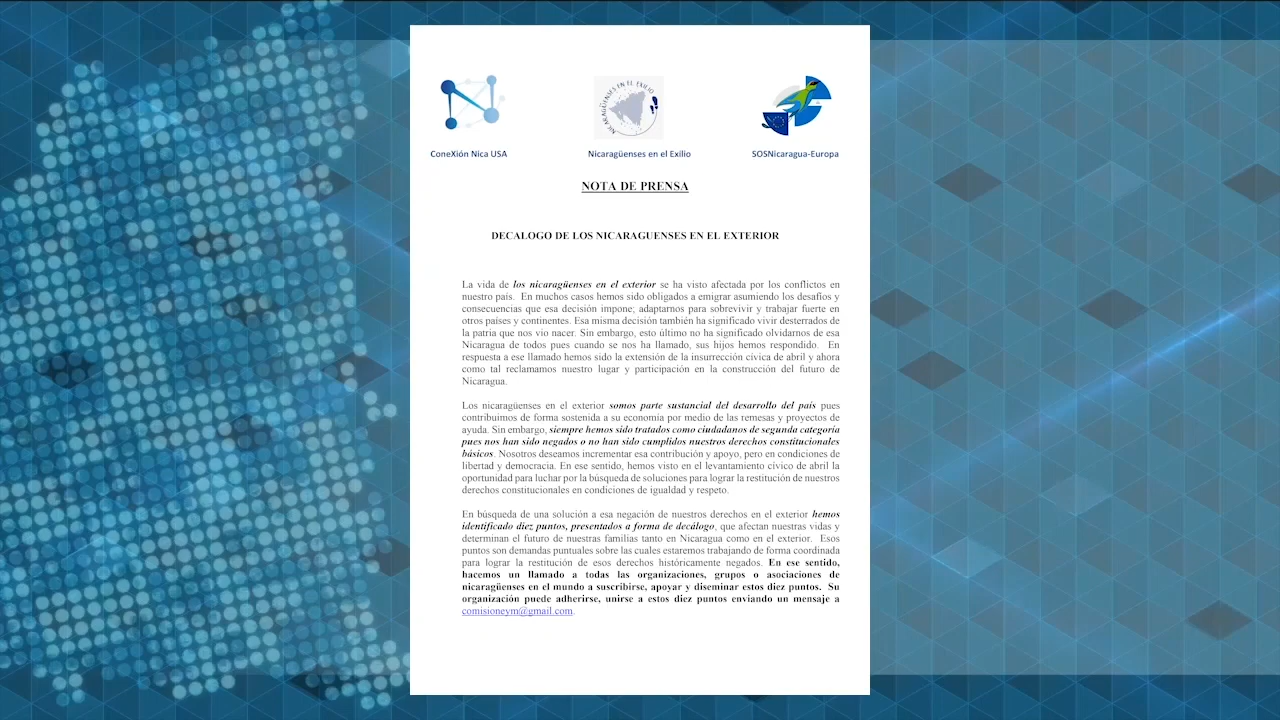 NICARAGÜENSES EN EL EXILIO
ConeXión Nica USA
Nicaragüenses en el Exilio
SOSNicaragua-Europa
NOTA DE PRENSA
DECALOGO DE LOS NICARAGUENSES EN EL EXTERIOR
La vida de los nicaragüenses en el exterior se ha visto afectada por los conflictos en
nuestro país. En muchos casos hemos sido obligados a emigrar asumiendo los desafíos y
consecuencias que esa decisión impone; adaptarnos para sobrevivir y trabajar fuerte en
otros países y continentes. Esa misma decisión también ha significado vivir desterrados de
la patria que nos vio nacer. Sin embargo, esto último no ha significado olvidarnos de esa
Nicaragua de todos pues cuando se nos ha llamado, sus hijos hemos respondido. En
respuesta a ese llamado hemos sido la extensión de la insurrección cívica de abril y ahora
como tal reclamamos nuestro lugar y participación en la construcción del futuro de
Nicaragua.
Los nicaragüenses en el exterior somos parte sustancial del desarrollo del país pues
contribuimos de forma sostenida a su economía por medio de las remesas y proyectos de
ayuda. Sin embargo, siempre hemos sido tratados como ciudadanos de segunda categoría
pues nos han sido negados o no han sido cumplidos nuestros derechos constitucionales
básicos. Nosotros deseamos incrementar esa contribución y apoyo, pero en condiciones de
libertad y democracia. En ese sentido, hemos visto en el levantamiento cívico de abril la
oportunidad para luchar por la búsqueda de soluciones para lograr la restitución de nuestros
derechos constitucionales en condiciones de igualdad y respeto.
En búsqueda de una solución a esa negación de nuestros derechos en el exterior hemos
identificado diez puntos, presentados a forma de decálogo, que afectan nuestras vidas y
determinan el futuro de nuestras familias tanto en Nicaragua como en el exterior. Esos
puntos son demandas puntuales sobre las cuales estaremos trabajando de forma coordinada
para lograr la restitución de esos derechos históricamente negados. En ese sentido,
hacemos un llamado a todas las organizaciones, grupos o asociaciones de
nicaragüenses en el mundo a suscribirse, apoyar y diseminar estos diez puntos. Su
organización puede adherirse, unirse a estos diez puntos enviando un mensaje a
comisioneym@gmail.com.